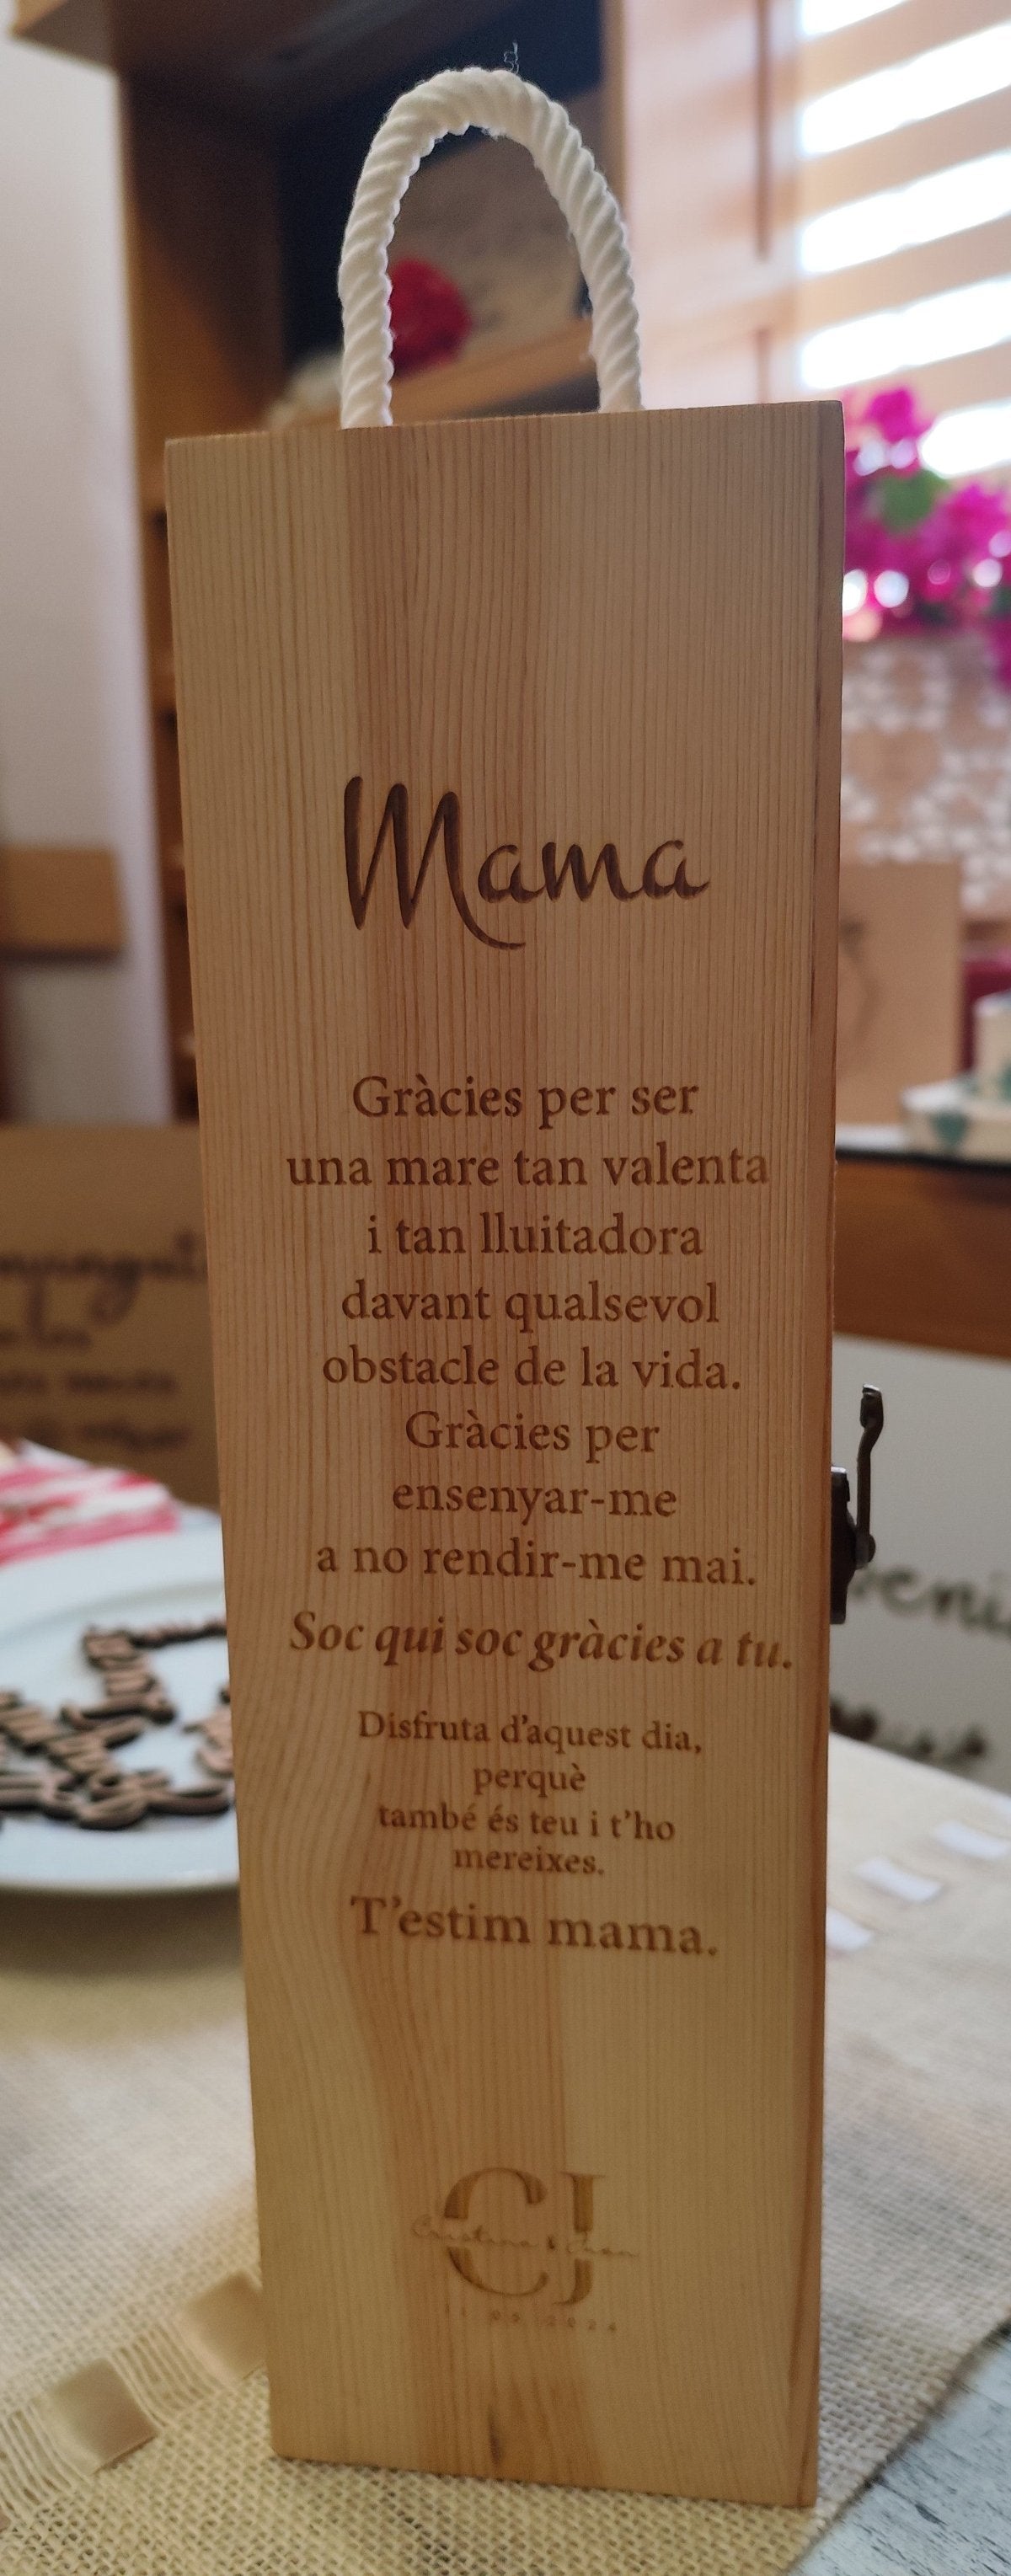 Mama
Gràcies per ser
una mare tan valenta
i tan lluitadora
davant qualsevol
obstacle de la vida.
Gràcies per
ensenyar-me
a no rendir-me mai.
Soc qui soc gràcies a tu.
Disfruta d'aquest dia,
perquè
també és teu i t'ho
mereixes.
T'estim mama.
CJ
Cristina &